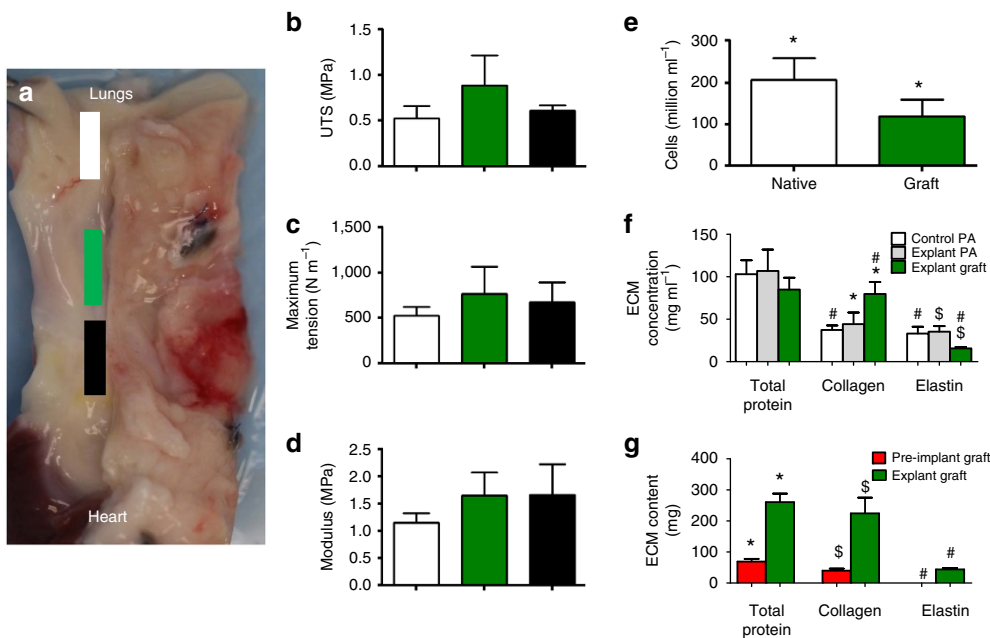 a
Lungs
Heart
b
UTS (MPa)
1.5
1.0
0.5
0.0
c
Maximum
tension (N m⁻¹)
1,500
1,000
500
0
d
Modulus (MPa)
2.5
2.0
1.5
1.0
0.5
0.0
e
Cells (million ml⁻¹)
300
200
100
0
*
*
Native
Graft
f
ECM
concentration
(mg ml⁻¹)
150
100
50
0
Control PA
Explant PA
Explant graft
# * # * # $ # $
Total
protein
Collagen
Elastin
g
ECM content
(mg)
400
300
200
100
0
Pre-implant graft
Explant graft
* * $ $ # #
Total
protein
Collagen
Elastin